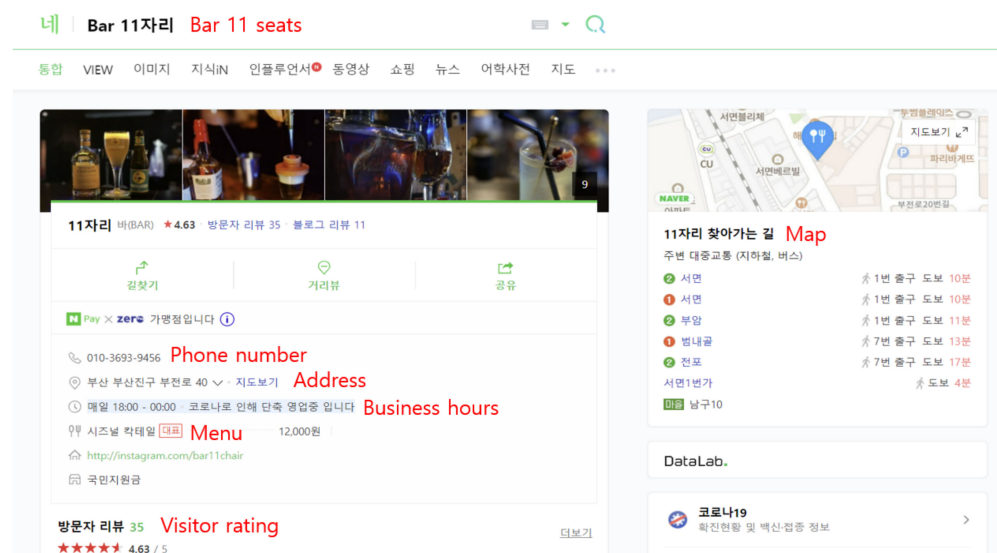 네 Bar 11자리 Bar 11 seats
통합 VIEW 이미지 지식iN 인플루언서 N 동영상 쇼핑 뉴스 어학사전 지도
9
11자리 바(BAR) ★4.63 · 방문자 리뷰 35 · 블로그 리뷰 11
길찾기 거리뷰 공유
N Pay × zero 가맹점입니다 i
010-3693-9456 Phone number
부산 부산진구 부전로 40 · 지도보기 Address
매일 18:00 - 00:00 · 코로나로 인해 단축 영업중 입니다 Business hours
시즈널 칵테일 대표 Menu 12,000원
http://instagram.com/bar11chair
국민지원금
방문자 리뷰 35 Visitor rating 더보기
★★★★★ 4.63 / 5
서면블리체
지도보기
CU
CU
서면베르빌
P
파리바게뜨
NAVER
부전로20번길
11자리 찾아가는 길 Map
주변 대중교통 (지하철, 버스)
2 서면 1번 출구 도보 10분
1 서면 1번 출구 도보 10분
2 부암 1번 출구 도보 11분
1 범내골 7번 출구 도보 13분
2 전포 7번 출구 도보 17분
서면1번가 도보 4분
마을 남구10
DataLab.
코로나19
확진현황 및 백신·접종 정보